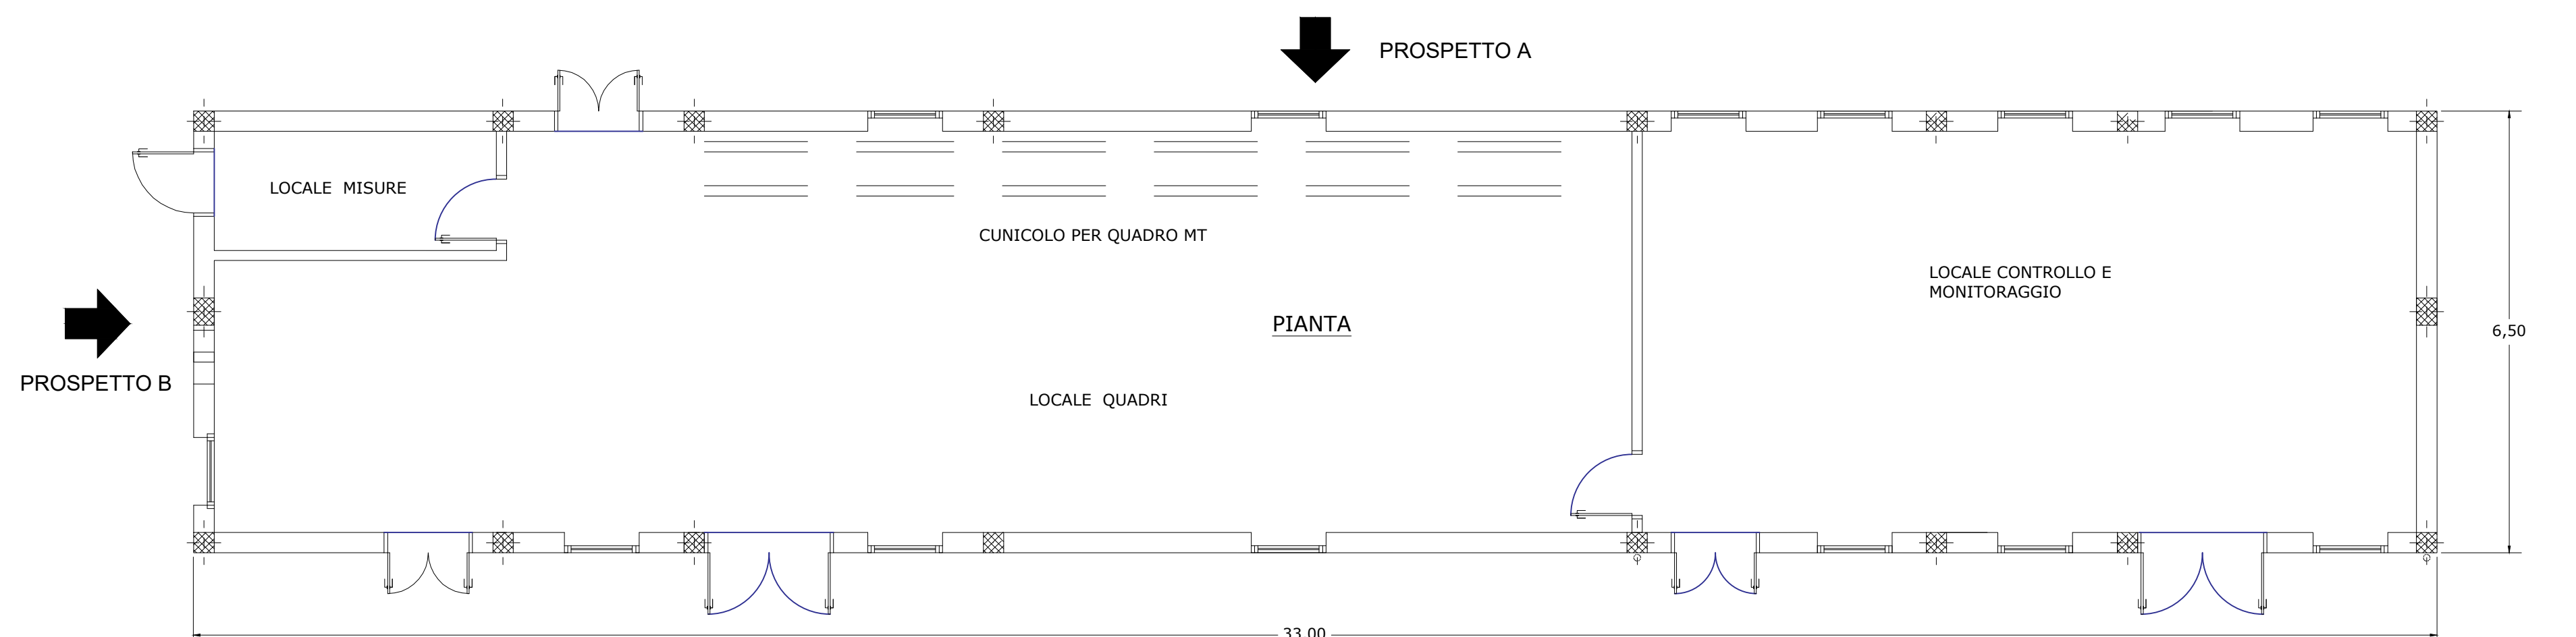 PROSPETTO A
LOCALE MISURE
CUNICOLO PER QUADRO MT
LOCALE CONTROLLO E
MONITORAGGIO
PIANTA
6,50
PROSPETTO B
LOCALE QUADRI
33,00